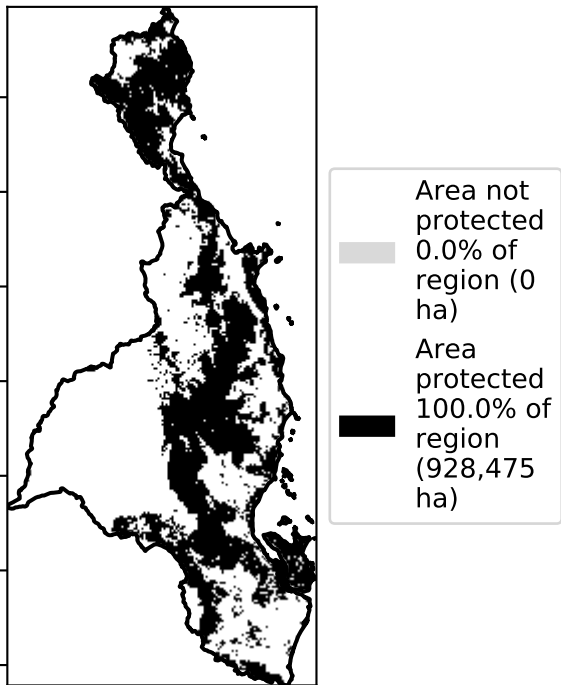 Area not
protected
0.0% of
region (0
ha)
Area
protected
100.0% of
region
(928,475
ha)